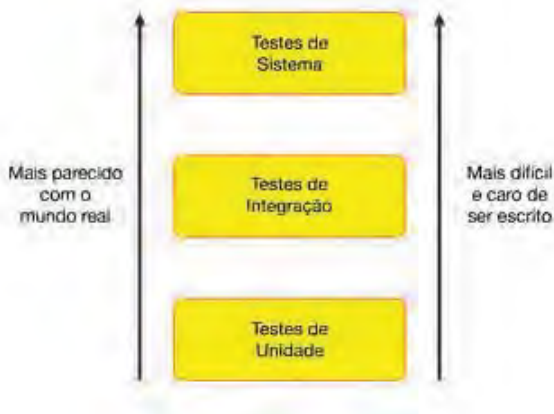 Testes de
Sistema
Mais parecido
com o
mundo real
Testes de
Integração
Mais difícil
e caro de
ser escrito
Testes de
Unidade